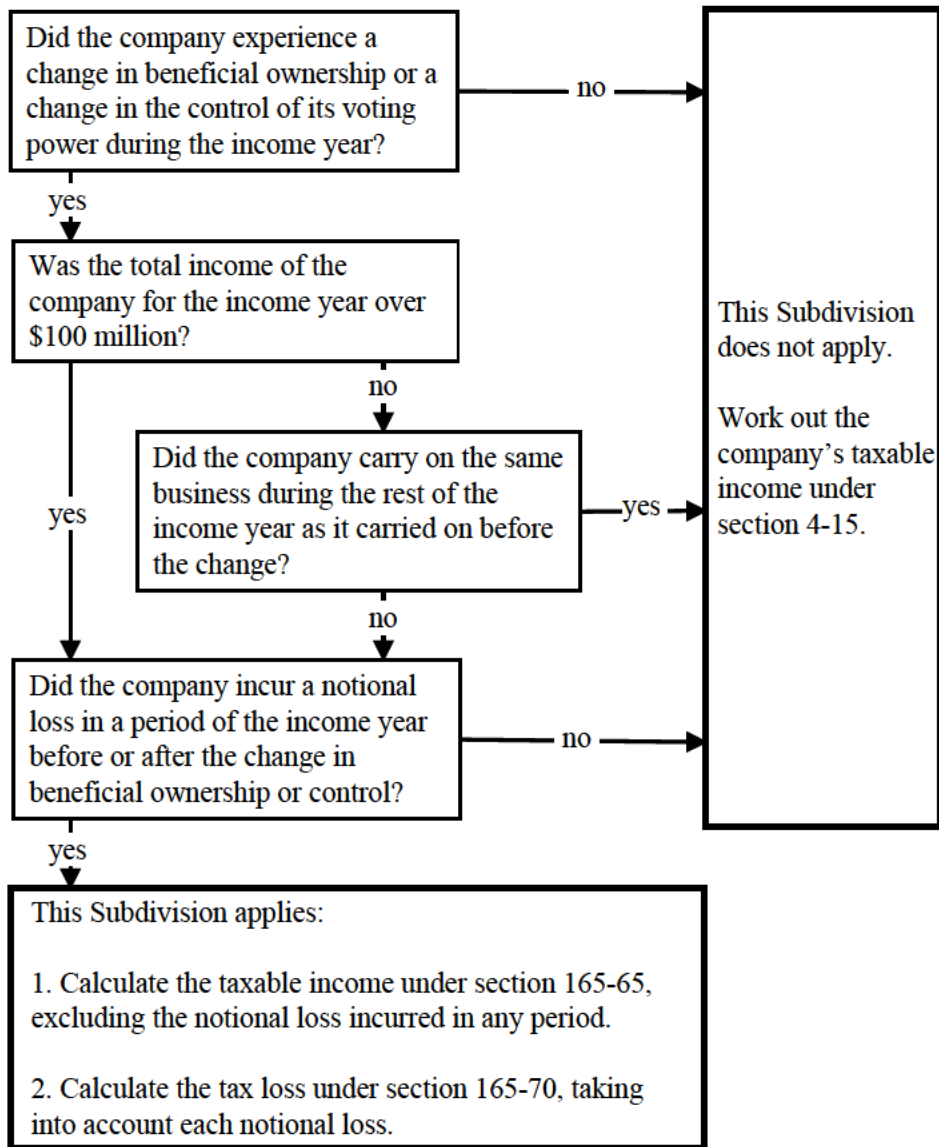 Did the company experience a
change in beneficial ownership or a
change in the control of its voting
power during the income year?
no
yes
Was the total income of the
company for the income year over
$100 million?
no
yes
Did the company carry on the same
business during the rest of the
income year as it carried on before
the change?
yes
no
This Subdivision
does not apply.
Work out the
company’s taxable
income under
section 4-15.
Did the company incur a notional
loss in a period of the income year
before or after the change in
beneficial ownership or control?
no
yes
This Subdivision applies:
1. Calculate the taxable income under section 165-65,
excluding the notional loss incurred in any period.
2. Calculate the tax loss under section 165-70, taking
into account each notional loss.